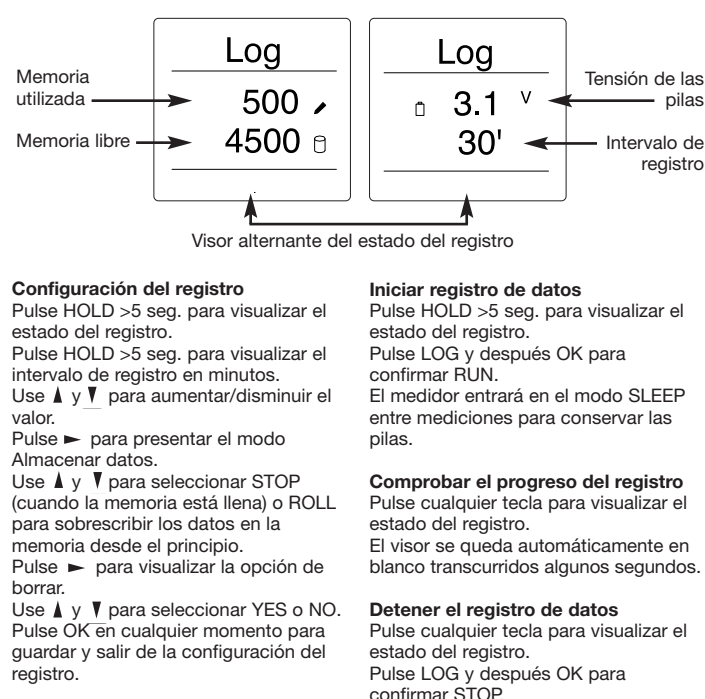 Log
500
4500
Log
3.1 V
30'
Memoria
utilizada
Memoria libre
Tensión de las
pilas
Intervalo de
registro
Visor alternante del estado del registro
Configuración del registro
Pulse HOLD >5 seg. para visualizar el
estado del registro.
Pulse HOLD >5 seg. para visualizar el
intervalo de registro en minutos.
Use ▲ y ▼ para aumentar/disminuir el
valor.
Pulse ► para presentar el modo
Almacenar datos.
Use ▲ y ▼ para seleccionar STOP
(cuando la memoria está llena) o ROLL
para sobrescribir los datos en la
memoria desde el principio.
Pulse ► para visualizar la opción de
borrar.
Use ▲ y ▼ para seleccionar YES o NO.
Pulse OK en cualquier momento para
guardar y salir de la configuración del
registro.
Iniciar registro de datos
Pulse HOLD >5 seg. para visualizar el
estado del registro.
Pulse LOG y después OK para
confirmar RUN.
El medidor entrará en el modo SLEEP
entre mediciones para conservar las
pilas.
Comprobar el progreso del registro
Pulse cualquier tecla para visualizar el
estado del registro.
El visor se queda automáticamente en
blanco transcurridos algunos segundos.
Detener el registro de datos
Pulse cualquier tecla para visualizar el
estado del registro.
Pulse LOG y después OK para
confirmar STOP